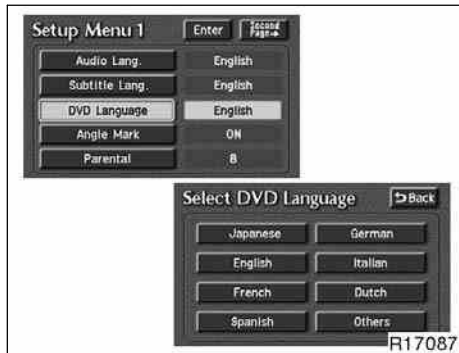 Setup Menu 1 Enter Second Page
Audio Lang. English
Subtitle Lang. English
DVD Language English
Angle Mark ON
Parental 8
Select DVD Language Back
Japanese German
English Italian
French Dutch
Spanish Others
R17087